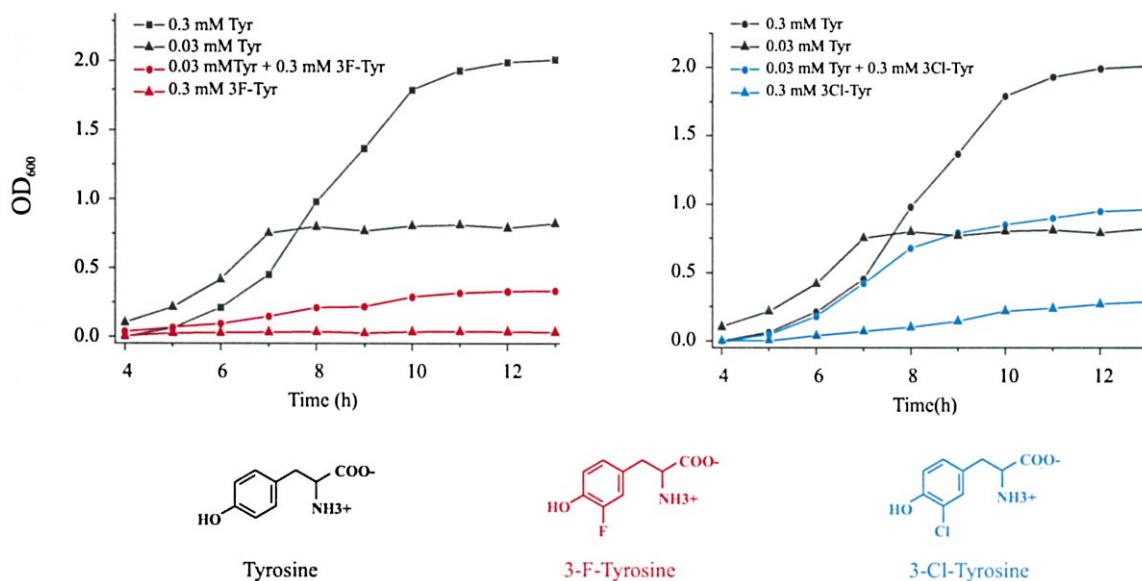 0.3 mM Tyr
0.03 mM Tyr
0.03 mMTyr + 0.3 mM 3F-Tyr
0.3 mM 3F-Tyr
2.0
1.5
1.0
0.5
0.0
OD600
4
6
8
10
12
Time (h)
0.3 mM Tyr
0.03 mM Tyr
0.03 mM Tyr + 0.3 mM 3Cl-Tyr
0.3 mM 3Cl-Tyr
2.0
1.5
1.0
0.5
0.0
4
6
8
10
12
Time(h)
COO-
NH3+
HO
Tyrosine
COO-
NH3+
HO
F
3-F-Tyrosine
COO-
NH3+
HO
Cl
3-Cl-Tyrosine